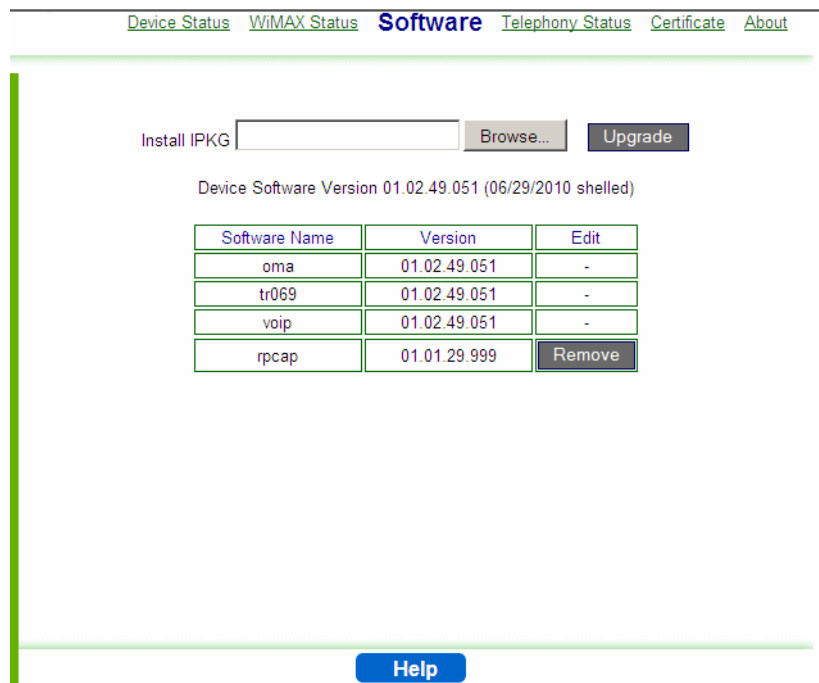 Device Status WiMAX Status Software Telephony Status Certificate About
Install IPKG Browse... Upgrade
Device Software Version 01.02.49.051 (06/29/2010 shelled)
Software Name Version Edit
oma 01.02.49.051 -
tr069 01.02.49.051 -
voip 01.02.49.051 -
rpcap 01.01.29.999 Remove
Help